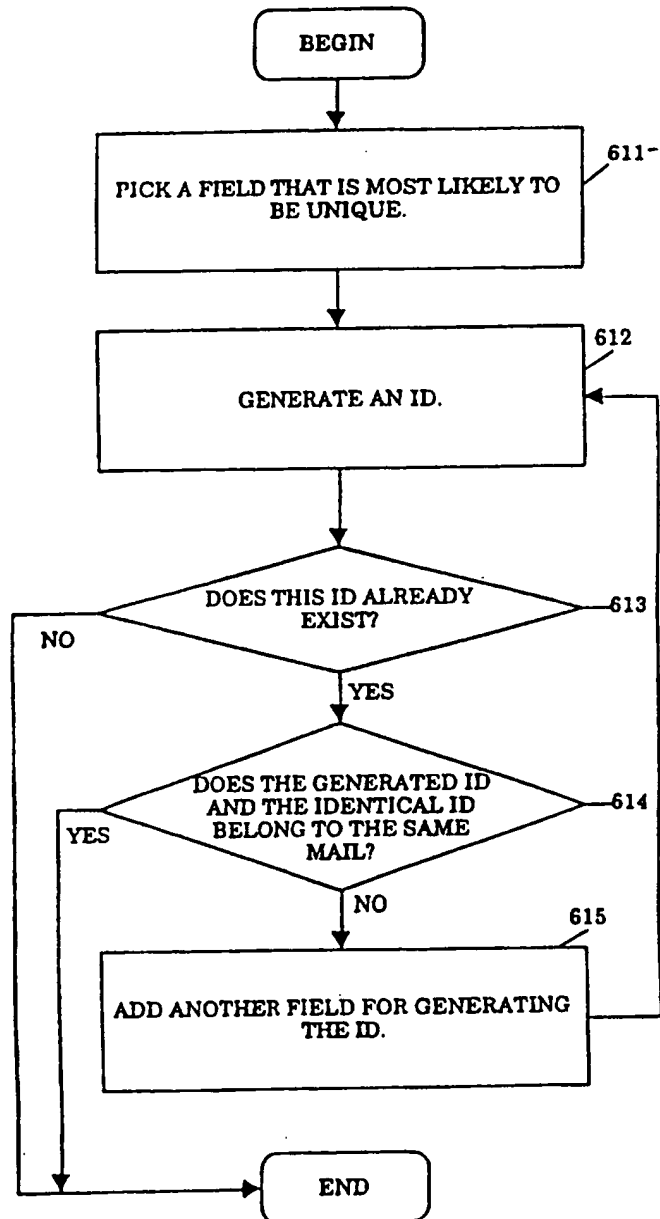 BEGIN
611
PICK A FIELD THAT IS MOST LIKELY TO
BE UNIQUE.
612
GENERATE AN ID.
DOES THIS ID ALREADY
EXIST?
613
NO
YES
DOES THE GENERATED ID
AND THE IDENTICAL ID
BELONG TO THE SAME
MAIL?
614
YES
NO
615
ADD ANOTHER FIELD FOR GENERATING
THE ID.
END